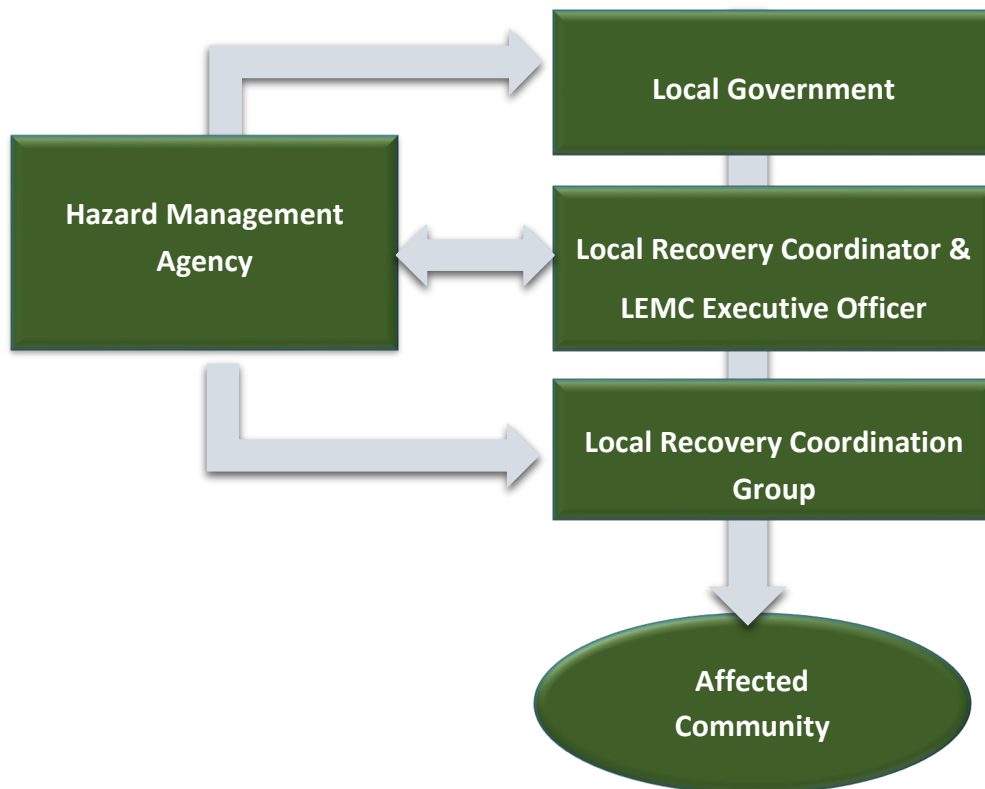 Local Government
Hazard Management
Agency
Local Recovery Coordinator &
LEMC Executive Officer
Local Recovery Coordination
Group
Affected
Community